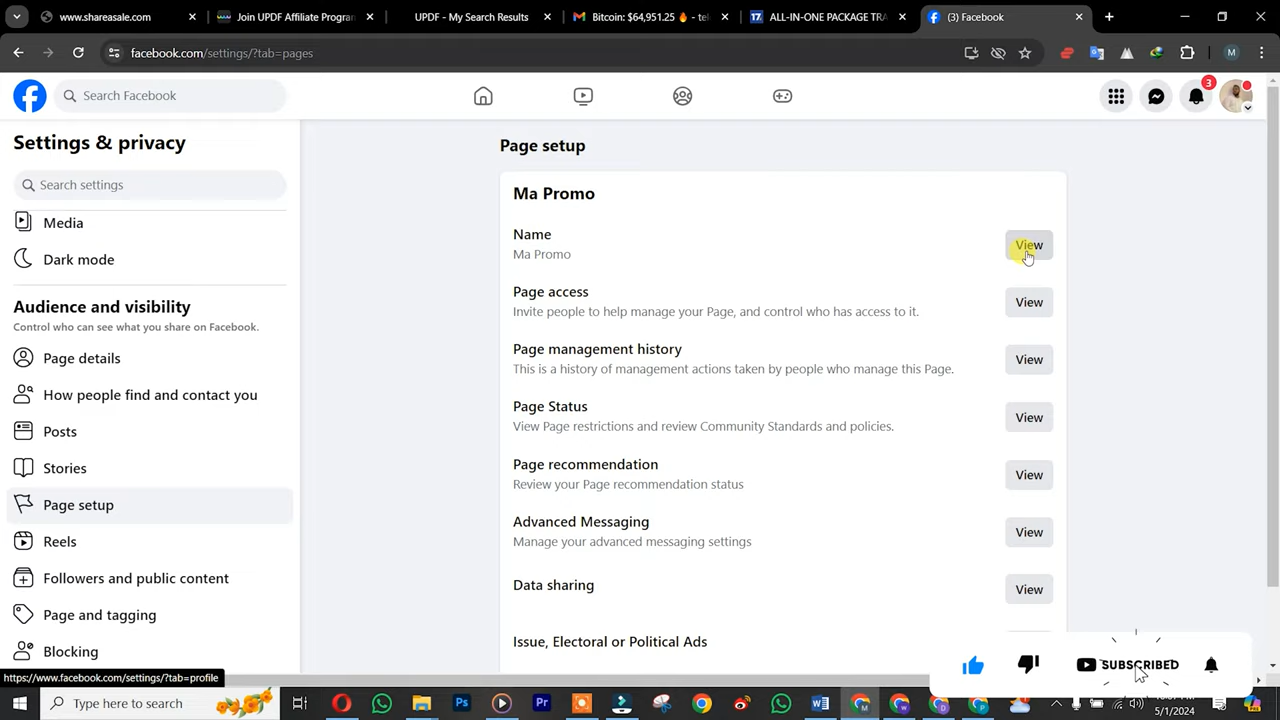 www.shareasale.com
Join UPDF Affiliate Program
UPDF - My Search Results
Bitcoin: $64,951.25
ALL-IN-ONE PACKAGE TRA
(3) Facebook
facebook.com/settings/?tab=pages
M
Search Facebook
3
Settings & privacy
Search settings
Media
Dark mode
Audience and visibility
Control who can see what you share on Facebook.
Page details
How people find and contact you
Posts
Stories
Page setup
Reels
Followers and public content
Page and tagging
Blocking
https://www.facebook.com/settings/?tab=profile
Page setup
Ma Promo
Name
Ma Promo
View
Page access
Invite people to help manage your Page, and control who has access to it.
View
Page management history
This is a history of management actions taken by people who manage this Page.
View
Page Status
View Page restrictions and review Community Standards and policies.
View
Page recommendation
Review your Page recommendation status
View
Advanced Messaging
Manage your advanced messaging settings
View
Data sharing
View
Issue, Electoral or Political Ads
SUBSCRIBED
Type here to search
5/1/2024